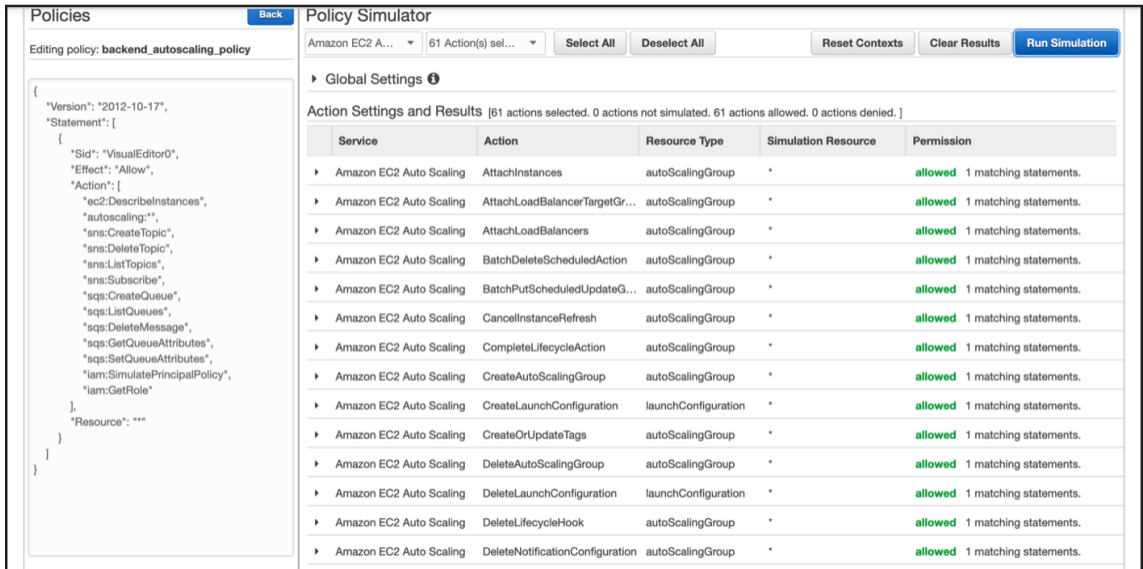 Policies
Back
Editing policy: backend_autoscaling_policy
{
"Version": "2012-10-17",
"Statement": [
{
"Sid": "VisualEditor0",
"Effect": "Allow",
"Action": [
"ec2:DescribeInstances",
"autoscaling:*",
"sns:CreateTopic",
"sns:DeleteTopic",
"sns:ListTopics",
"sns:Subscribe",
"sqs:CreateQueue",
"sqs:ListQueues",
"sqs:DeleteMessage",
"sqs:GetQueueAttributes",
"sqs:SetQueueAttributes",
"iam:SimulatePrincipalPolicy",
"iam:GetRole"
],
"Resource": "*"
}
]
}
Policy Simulator
Amazon EC2 A... 61 Action(s) sel... Select All Deselect All Reset Contexts Clear Results Run Simulation
Global Settings
Action Settings and Results [61 actions selected. 0 actions not simulated. 61 actions allowed. 0 actions denied. ]
Service Action Resource Type Simulation Resource Permission
Amazon EC2 Auto Scaling AttachInstances autoScalingGroup * allowed 1 matching statements.
Amazon EC2 Auto Scaling AttachLoadBalancerTargetGr... autoScalingGroup * allowed 1 matching statements.
Amazon EC2 Auto Scaling AttachLoadBalancers autoScalingGroup * allowed 1 matching statements.
Amazon EC2 Auto Scaling BatchDeleteScheduledAction autoScalingGroup * allowed 1 matching statements.
Amazon EC2 Auto Scaling BatchPutScheduledUpdateG... autoScalingGroup * allowed 1 matching statements.
Amazon EC2 Auto Scaling CancelInstanceRefresh autoScalingGroup * allowed 1 matching statements.
Amazon EC2 Auto Scaling CompleteLifecycleAction autoScalingGroup * allowed 1 matching statements.
Amazon EC2 Auto Scaling CreateAutoScalingGroup autoScalingGroup * allowed 1 matching statements.
Amazon EC2 Auto Scaling CreateLaunchConfiguration launchConfiguration * allowed 1 matching statements.
Amazon EC2 Auto Scaling CreateOrUpdateTags autoScalingGroup * allowed 1 matching statements.
Amazon EC2 Auto Scaling DeleteAutoScalingGroup autoScalingGroup * allowed 1 matching statements.
Amazon EC2 Auto Scaling DeleteLaunchConfiguration launchConfiguration * allowed 1 matching statements.
Amazon EC2 Auto Scaling DeleteLifecycleHook autoScalingGroup * allowed 1 matching statements.
Amazon EC2 Auto Scaling DeleteNotificationConfiguration autoScalingGroup * allowed 1 matching statements.